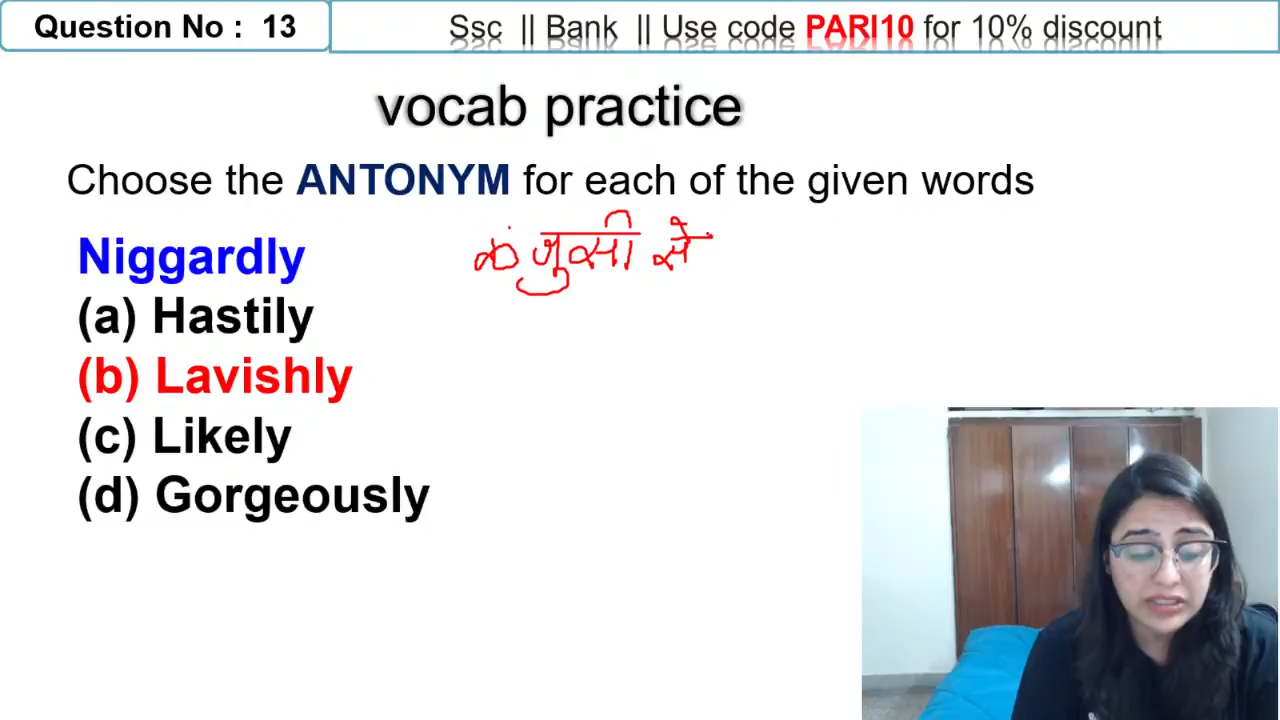 Question No : 13
Ssc || Bank || Use code PARI10 for 10% discount
vocab practice
Choose the ANTONYM for each of the given words
Niggardly
कंजुसी से
(a) Hastily
(b) Lavishly
(c) Likely
(d) Gorgeously